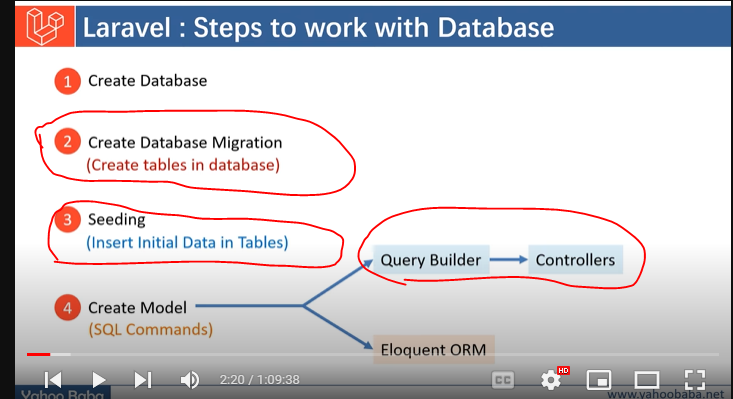 Laravel : Steps to work with Database
1 Create Database
2 Create Database Migration
(Create tables in database)
3 Seeding
(Insert Initial Data in Tables)
Query Builder
Controllers
4 Create Model
(SQL Commands)
Eloquent ORM
2:20 / 1:09:38
CC
HD
Yahoo Baba
www.yahoobaba.net